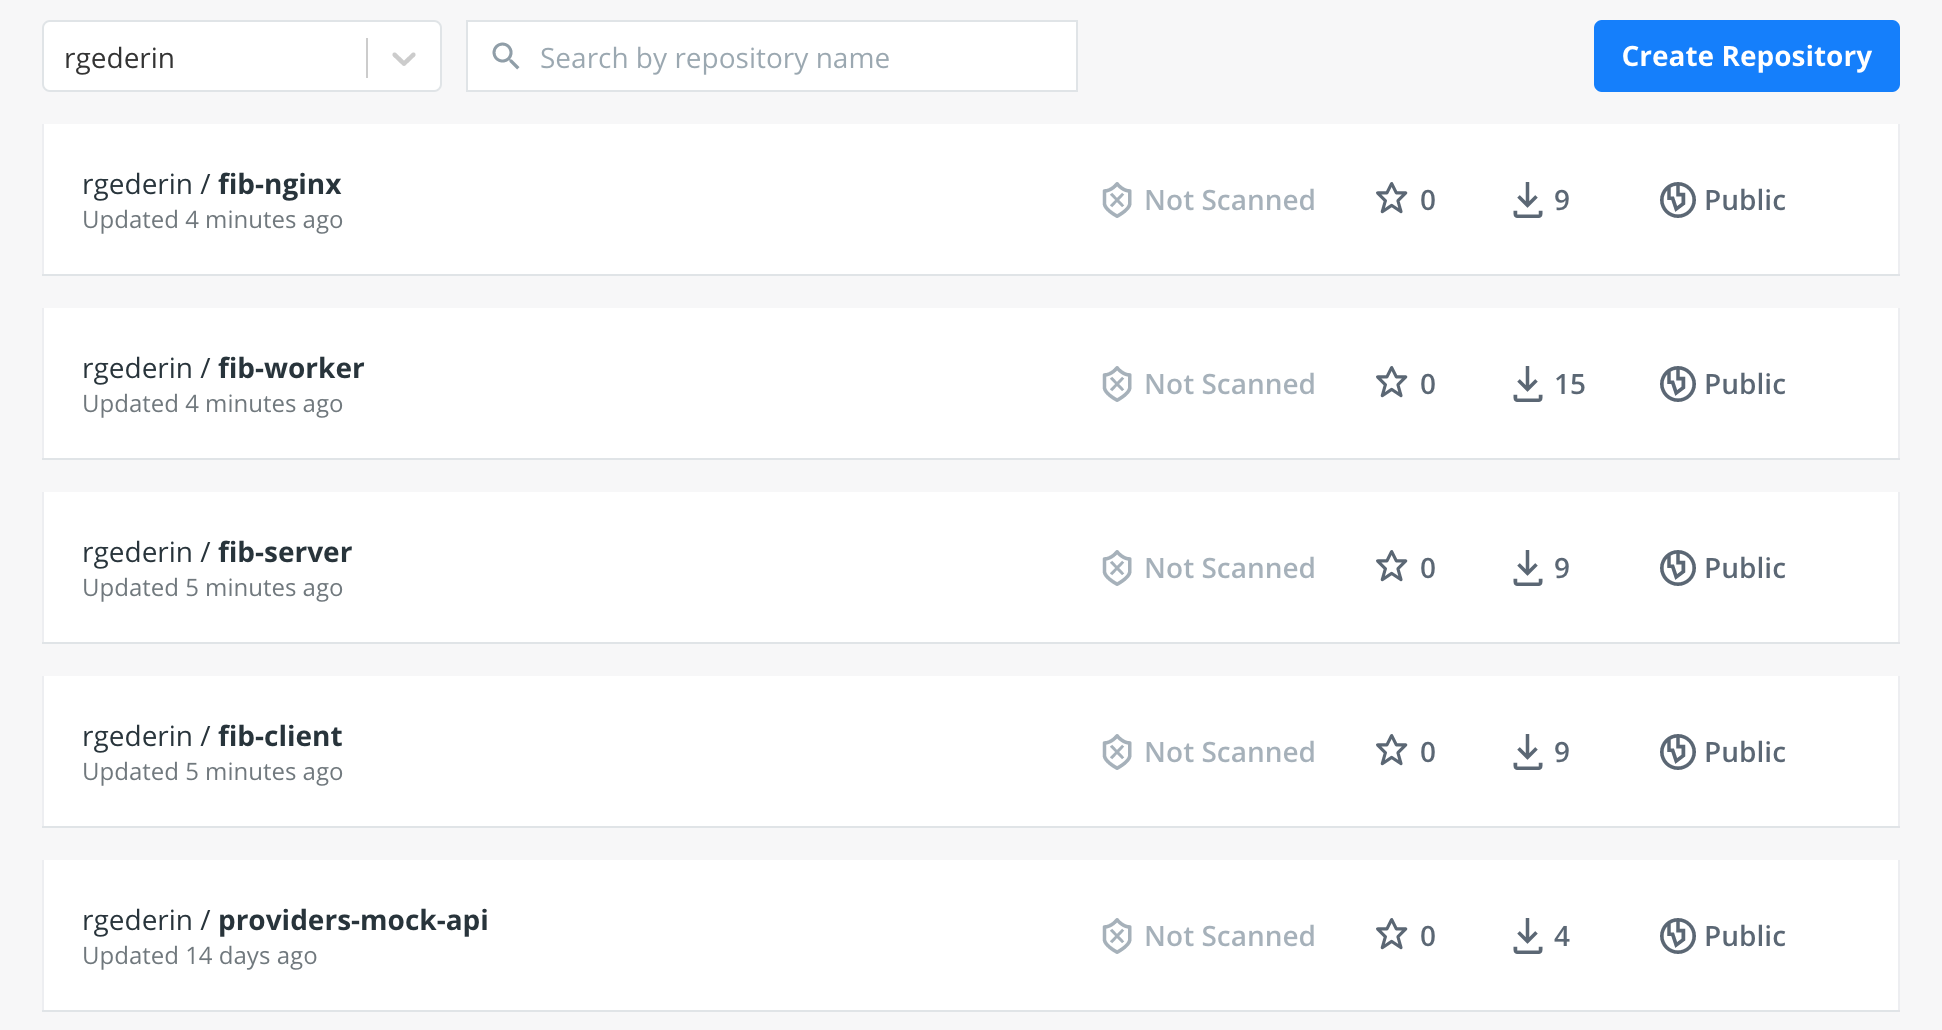 rgederin
Search by repository name
Create Repository
rgederin / fib-nginx
Updated 4 minutes ago
Not Scanned
0
9
Public
rgederin / fib-worker
Updated 4 minutes ago
Not Scanned
0
15
Public
rgederin / fib-server
Updated 5 minutes ago
Not Scanned
0
9
Public
rgederin / fib-client
Updated 5 minutes ago
Not Scanned
0
9
Public
rgederin / providers-mock-api
Updated 14 days ago
Not Scanned
0
4
Public